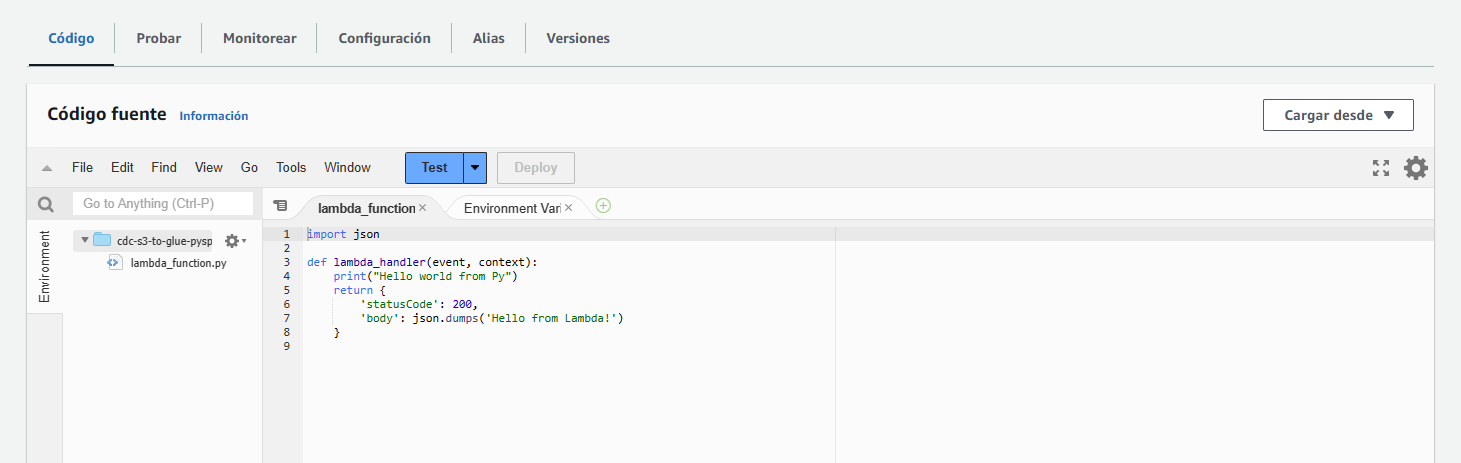 Código Probar Monitorear Configuración Alias Versiones
Código fuente Información Cargar desde
File Edit Find View Go Tools Window Test Deploy
Go to Anything (Ctrl-P) lambda_function Environment Vari
Environment
cdc-s3-to-glue-pysp
lambda_function.py
1 import json
2
3 def lambda_handler(event, context):
4     print("Hello world from Py")
5     return {
6         'statusCode': 200,
7         'body': json.dumps('Hello from Lambda!')
8     }
9